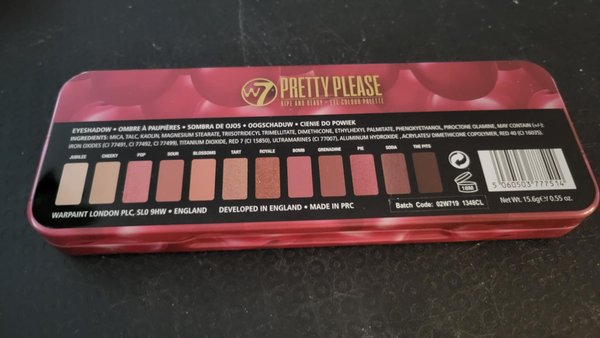 W7 PRETTY PLEASE
RIPE AND READY - EYE COLOUR PALETTE
EYESHADOW • OMBRE À PAUPIÈRES • SOMBRA DE OJOS • OOGSCHADUW • CIENIE DO POWIEK
INGREDIENTS: MICA, TALC, KAOLIN, MAGNESIUM STEARATE, TRIISOTRIDECYL TRIMELLITATE, DIMETHICONE, ETHYLHEXYL PALMITATE, PHENOXYETHANOL, PIROCTONE OLAMINE, MAY CONTAIN (+/-):
IRON OXIDES (CI 77491, CI 77492, CI 77499), TITANIUM DIOXIDE, RED 7 (CI 15850), ULTRAMARINES (CI 77007), ALUMINUM HYDROXIDE, ACRYLATES/ DIMETHICONE COPOLYMER, RED 40 (CI 16035).
JUBILEE CHEEKY POP SOUR BLOSSOMS TART ROYALE BOMB GRENADINE PIE SODA THE PITS
18M
5 060503 777514
WARPAINT LONDON PLC, SL0 9HW • ENGLAND DEVELOPED IN ENGLAND • MADE IN PRC
Batch Code: 02W719 1348CL
Net Wt. 15.6g ℮/ 0.55 oz.